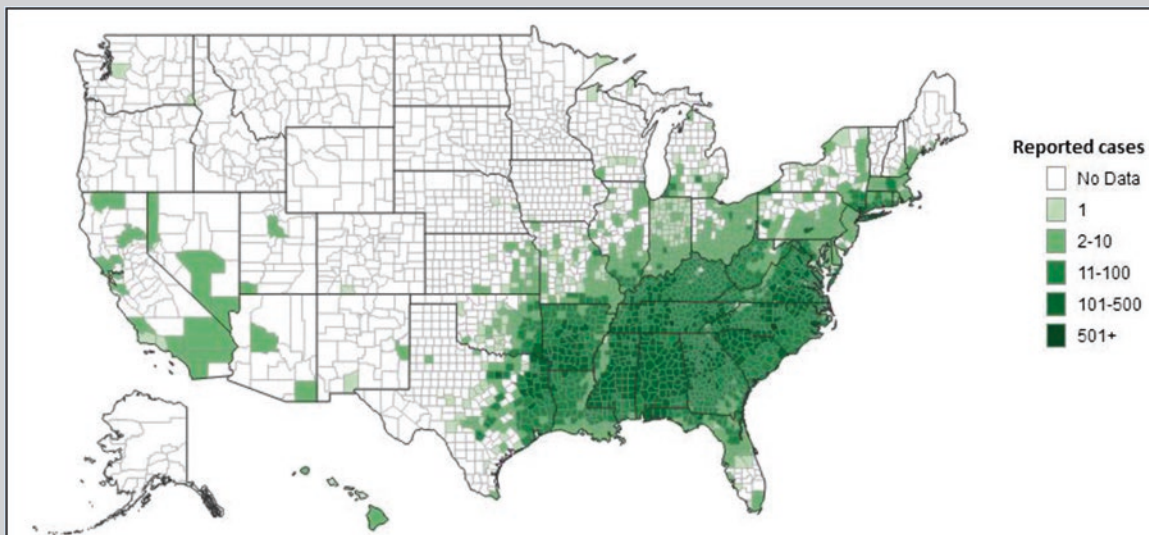 Reported cases
No Data
1
2-10
11-100
101-500
501+